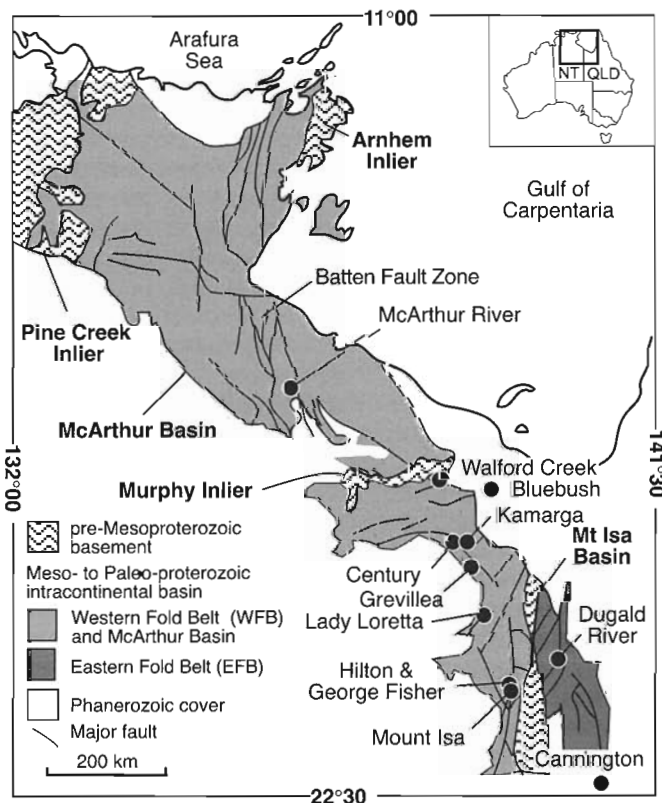 11°00
Arafura
Sea
NT
QLD
Arnhem
Inlier
Gulf of
Carpentaria
Batten Fault Zone
McArthur River
Pine Creek
Inlier
McArthur Basin
132°00
141°30
Murphy Inlier
Walford Creek
Bluebush
Kamarga
Mt Isa
Basin
Century
Grevillea
Lady Loretta
Dugald
River
Hilton &
George Fisher
Mount Isa
Cannington
pre-Mesoproterozoic
basement
Meso- to Paleo-proterozoic
intracontinental basin
Western Fold Belt (WFB)
and McArthur Basin
Eastern Fold Belt (EFB)
Phanerozoic cover
Major fault
200 km
22°30